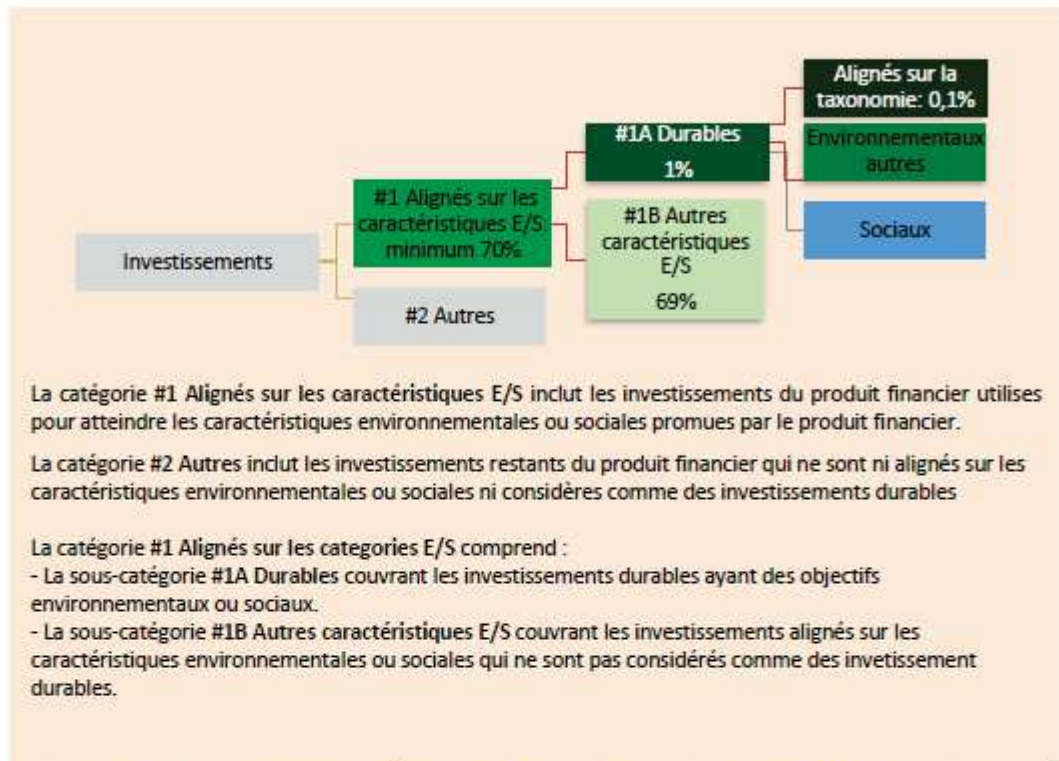 Alignés sur la
taxonomie: 0,1%
#1A Durables
1%
Environnementaux
autres
#1 Alignés sur les
caractéristiques E/S:
minimum 70%
#1B Autres
caractéristiques
E/S
69%
Sociaux
Investissements
#2 Autres
La catégorie #1 Alignés sur les caractéristiques E/S inclut les investissements du produit financier utilises
pour atteindre les caractéristiques environnementales ou sociales promues par le produit financier.
La catégorie #2 Autres inclut les investissements restants du produit financier qui ne sont ni alignés sur les
caractéristiques environnementales ou sociales ni considères comme des investissements durables
La catégorie #1 Alignés sur les categories E/S comprend :
- La sous-catégorie #1A Durables couvrant les investissements durables ayant des objectifs
environnementaux ou sociaux.
- La sous-catégorie #1B Autres caractéristiques E/S couvrant les investissements alignés sur les
caractéristiques environnementales ou sociales qui ne sont pas considérés comme des invetissement
durables.